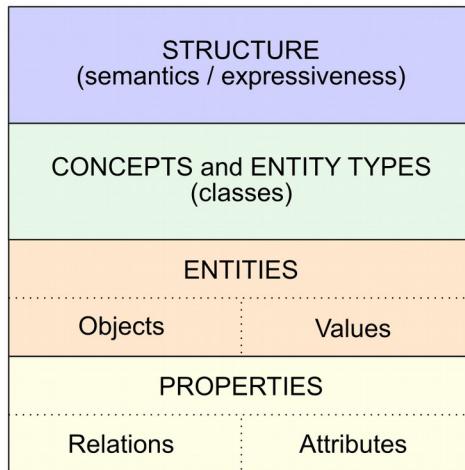 STRUCTURE
(semantics / expressiveness)
CONCEPTS and ENTITY TYPES
(classes)
ENTITIES
Objects Values
PROPERTIES
Relations Attributes